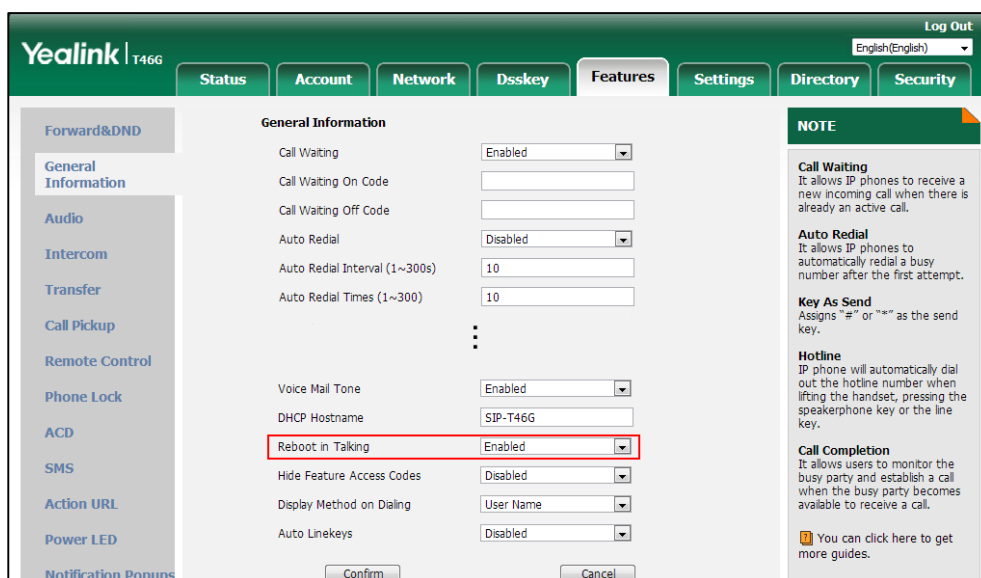 Log Out
Yealink T46G
English(English)
Status Account Network Dsskey Features Settings Directory Security
Forward&DND
General
Information
Audio
Intercom
Transfer
Call Pickup
Remote Control
Phone Lock
ACD
SMS
Action URL
Power LED
Notification Popups
General Information
Call Waiting Enabled
Call Waiting On Code
Call Waiting Off Code
Auto Redial Disabled
Auto Redial Interval (1~300s) 10
Auto Redial Times (1~300) 10
Voice Mail Tone Enabled
DHCP Hostname SIP-T46G
Reboot in Talking Enabled
Hide Feature Access Codes Disabled
Display Method on Dialing User Name
Auto Linekeys Disabled
Confirm Cancel
NOTE
Call Waiting
It allows IP phones to receive a
new incoming call when there is
already an active call.
Auto Redial
It allows IP phones to
automatically redial a busy
number after the first attempt.
Key As Send
Assigns "#" or "*" as the send
key.
Hotline
IP phone will automatically dial
out the hotline number when
lifting the handset, pressing the
speakerphone key or the line
key.
Call Completion
It allows users to monitor the
busy party and establish a call
when the busy party becomes
available to receive a call.
You can click here to get
more guides.